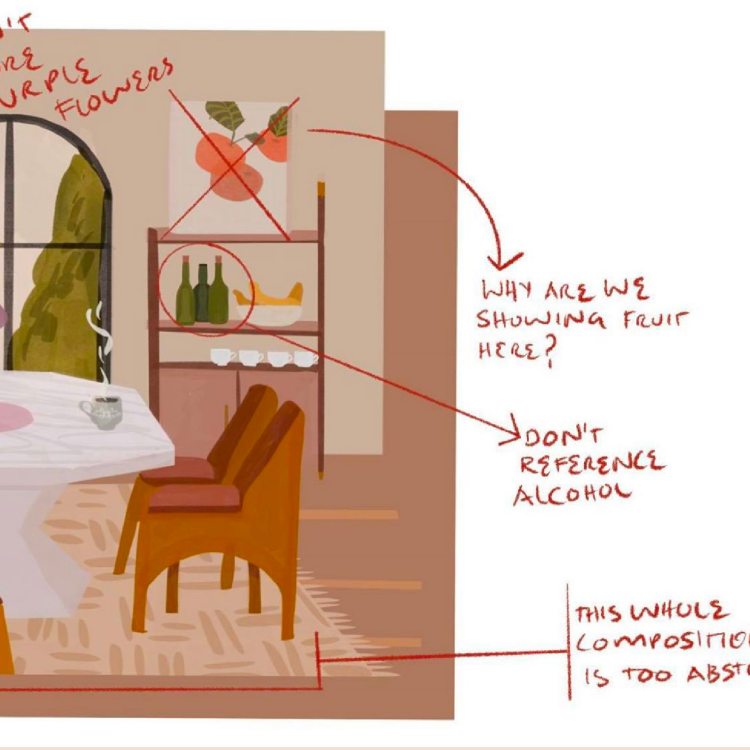 FLOWERS
WHY ARE WE
SHOWING FRUIT
HERE?
DON'T
REFERENCE
ALCOHOL
THIS WHOLE
IS TOO